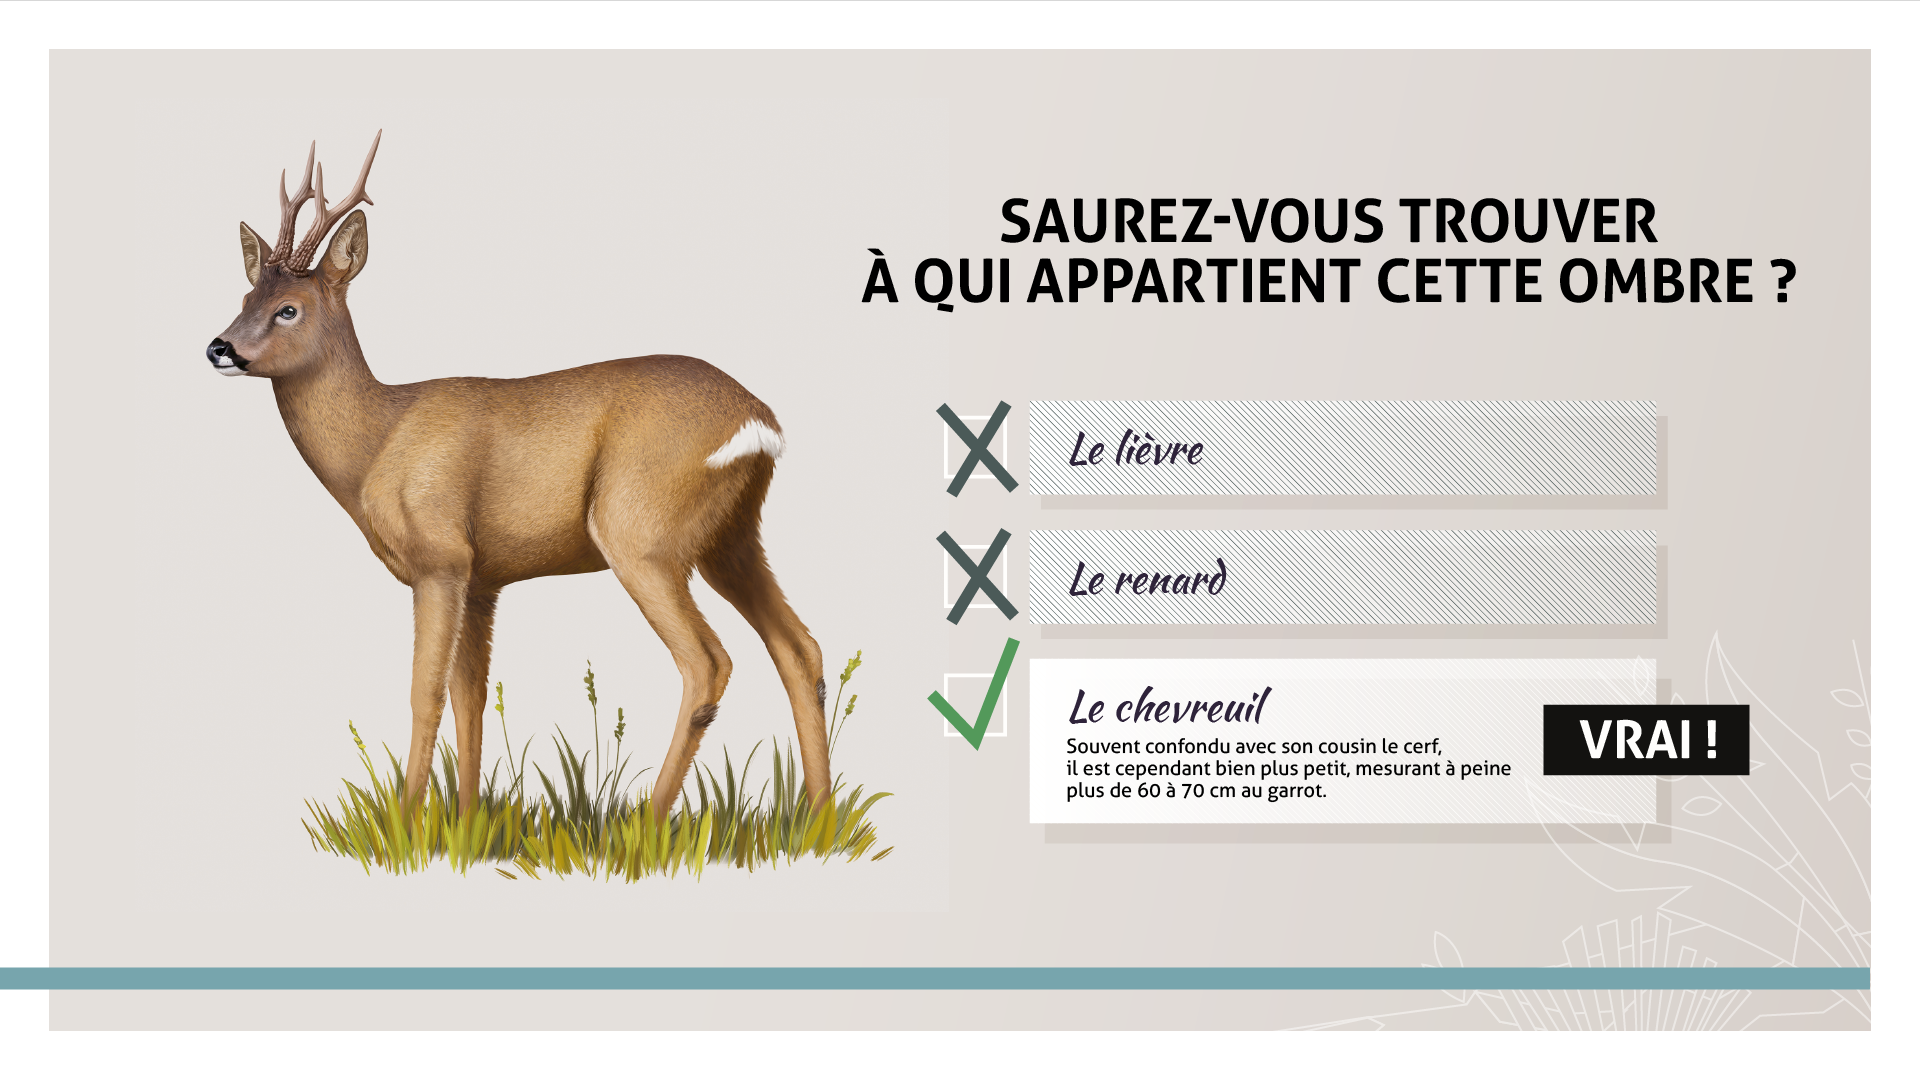 SAUREZ-VOUS TROUVER
À QUI APPARTIENT CETTE OMBRE ?
Le lièvre
Le renard
Le chevreuil
Souvent confondu avec son cousin le cerf,
il est cependant bien plus petit, mesurant à peine
plus de 60 à 70 cm au garrot.
VRAI !